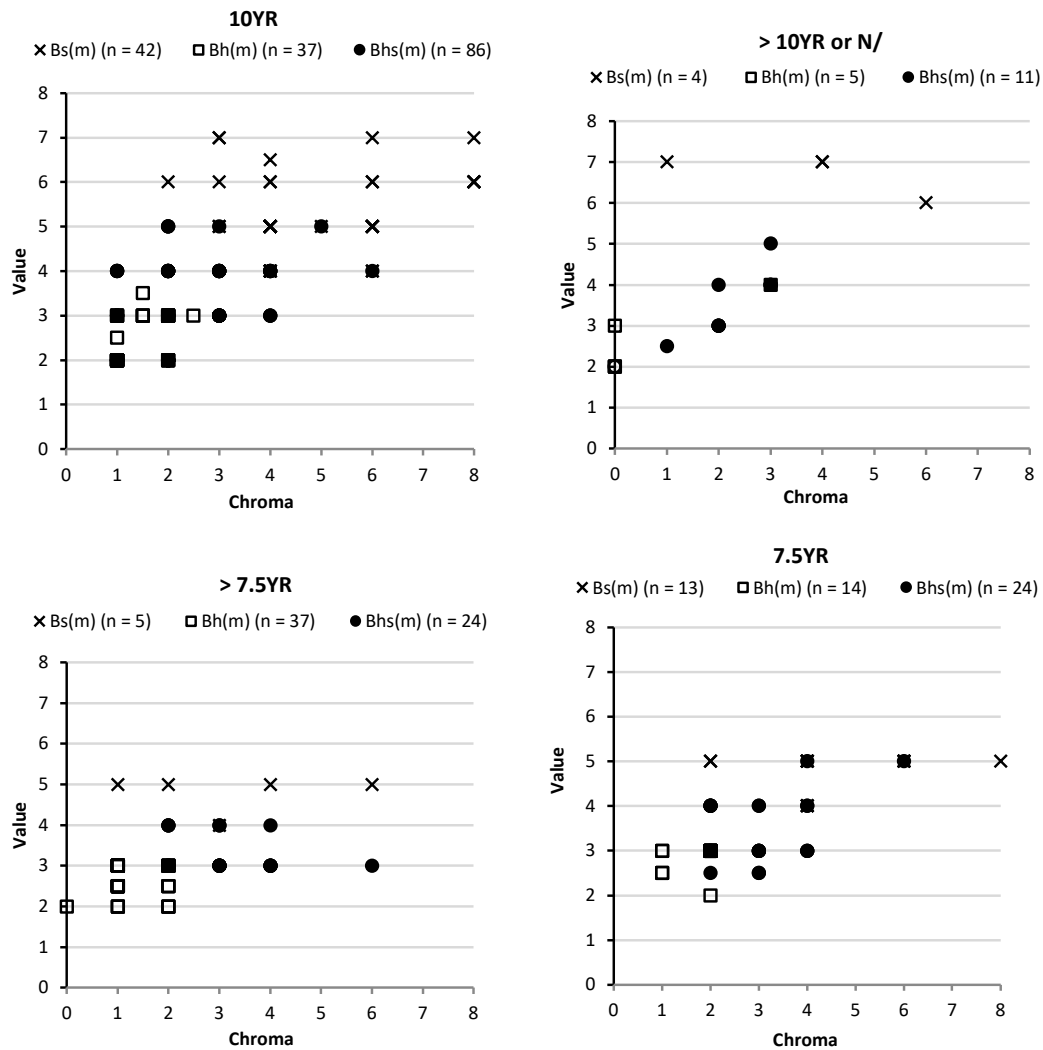 10YR
Bs(m) (n = 42) Bh(m) (n = 37) Bhs(m) (n = 86)
8
7
6
5
4
3
2
1
0
Value
0 1 2 3 4 5 6 7 8
Chroma
> 10YR or N/
Bs(m) (n = 4) Bh(m) (n = 5) Bhs(m) (n = 11)
8
7
6
5
4
3
2
1
0
Value
0 1 2 3 4 5 6 7 8
Chroma
> 7.5YR
Bs(m) (n = 5) Bh(m) (n = 37) Bhs(m) (n = 24)
8
7
6
5
4
3
2
1
0
Value
0 1 2 3 4 5 6 7 8
Chroma
7.5YR
Bs(m) (n = 13) Bh(m) (n = 14) Bhs(m) (n = 24)
8
7
6
5
4
3
2
1
0
Value
0 1 2 3 4 5 6 7 8
Chroma